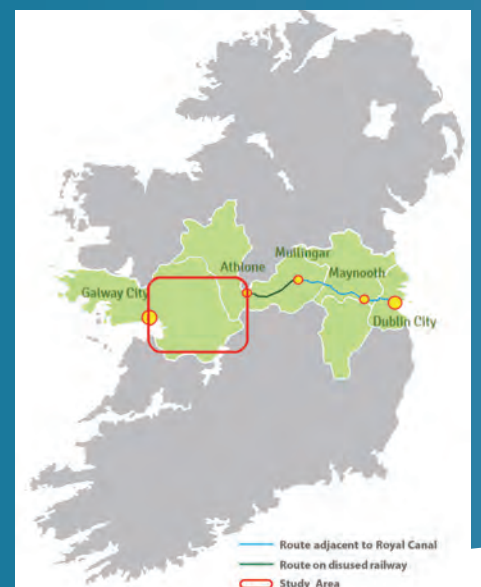 Mullingar
Athlone
Maynooth
Galway City
Dublin City
Route adjacent to Royal Canal
Route on disused railway
Study Area